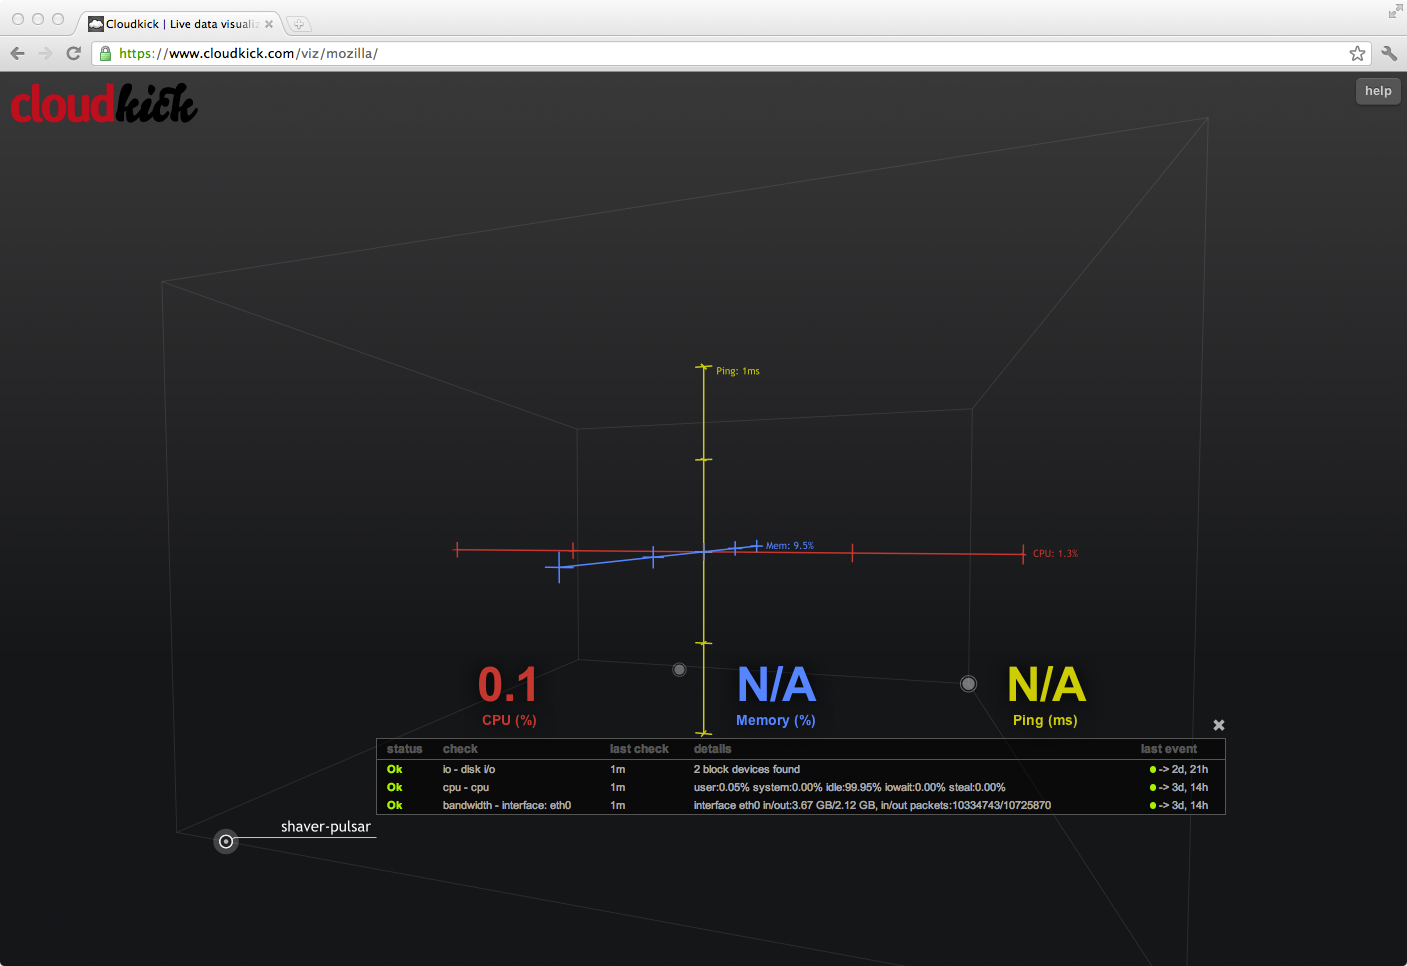 Cloudkick | Live data visualiz
https://www.cloudkick.com/viz/mozilla/
cloudkick
help
Ping: 1ms
Mem: 9.5%
CPU: 1.3%
0.1 N/A N/A
CPU (%) Memory (%) Ping (ms)
status check last check details last event
Ok io - disk i/o 1m 2 block devices found -> 2d, 21h
Ok cpu - cpu 1m user:0.05% system:0.00% idle:99.95% iowait:0.00% steal:0.00% -> 3d, 14h
Ok bandwidth - interface: eth0 1m interface eth0 in/out:3.67 GB/2.12 GB, in/out packets:10334743/10725870 -> 3d, 14h
shaver-pulsar